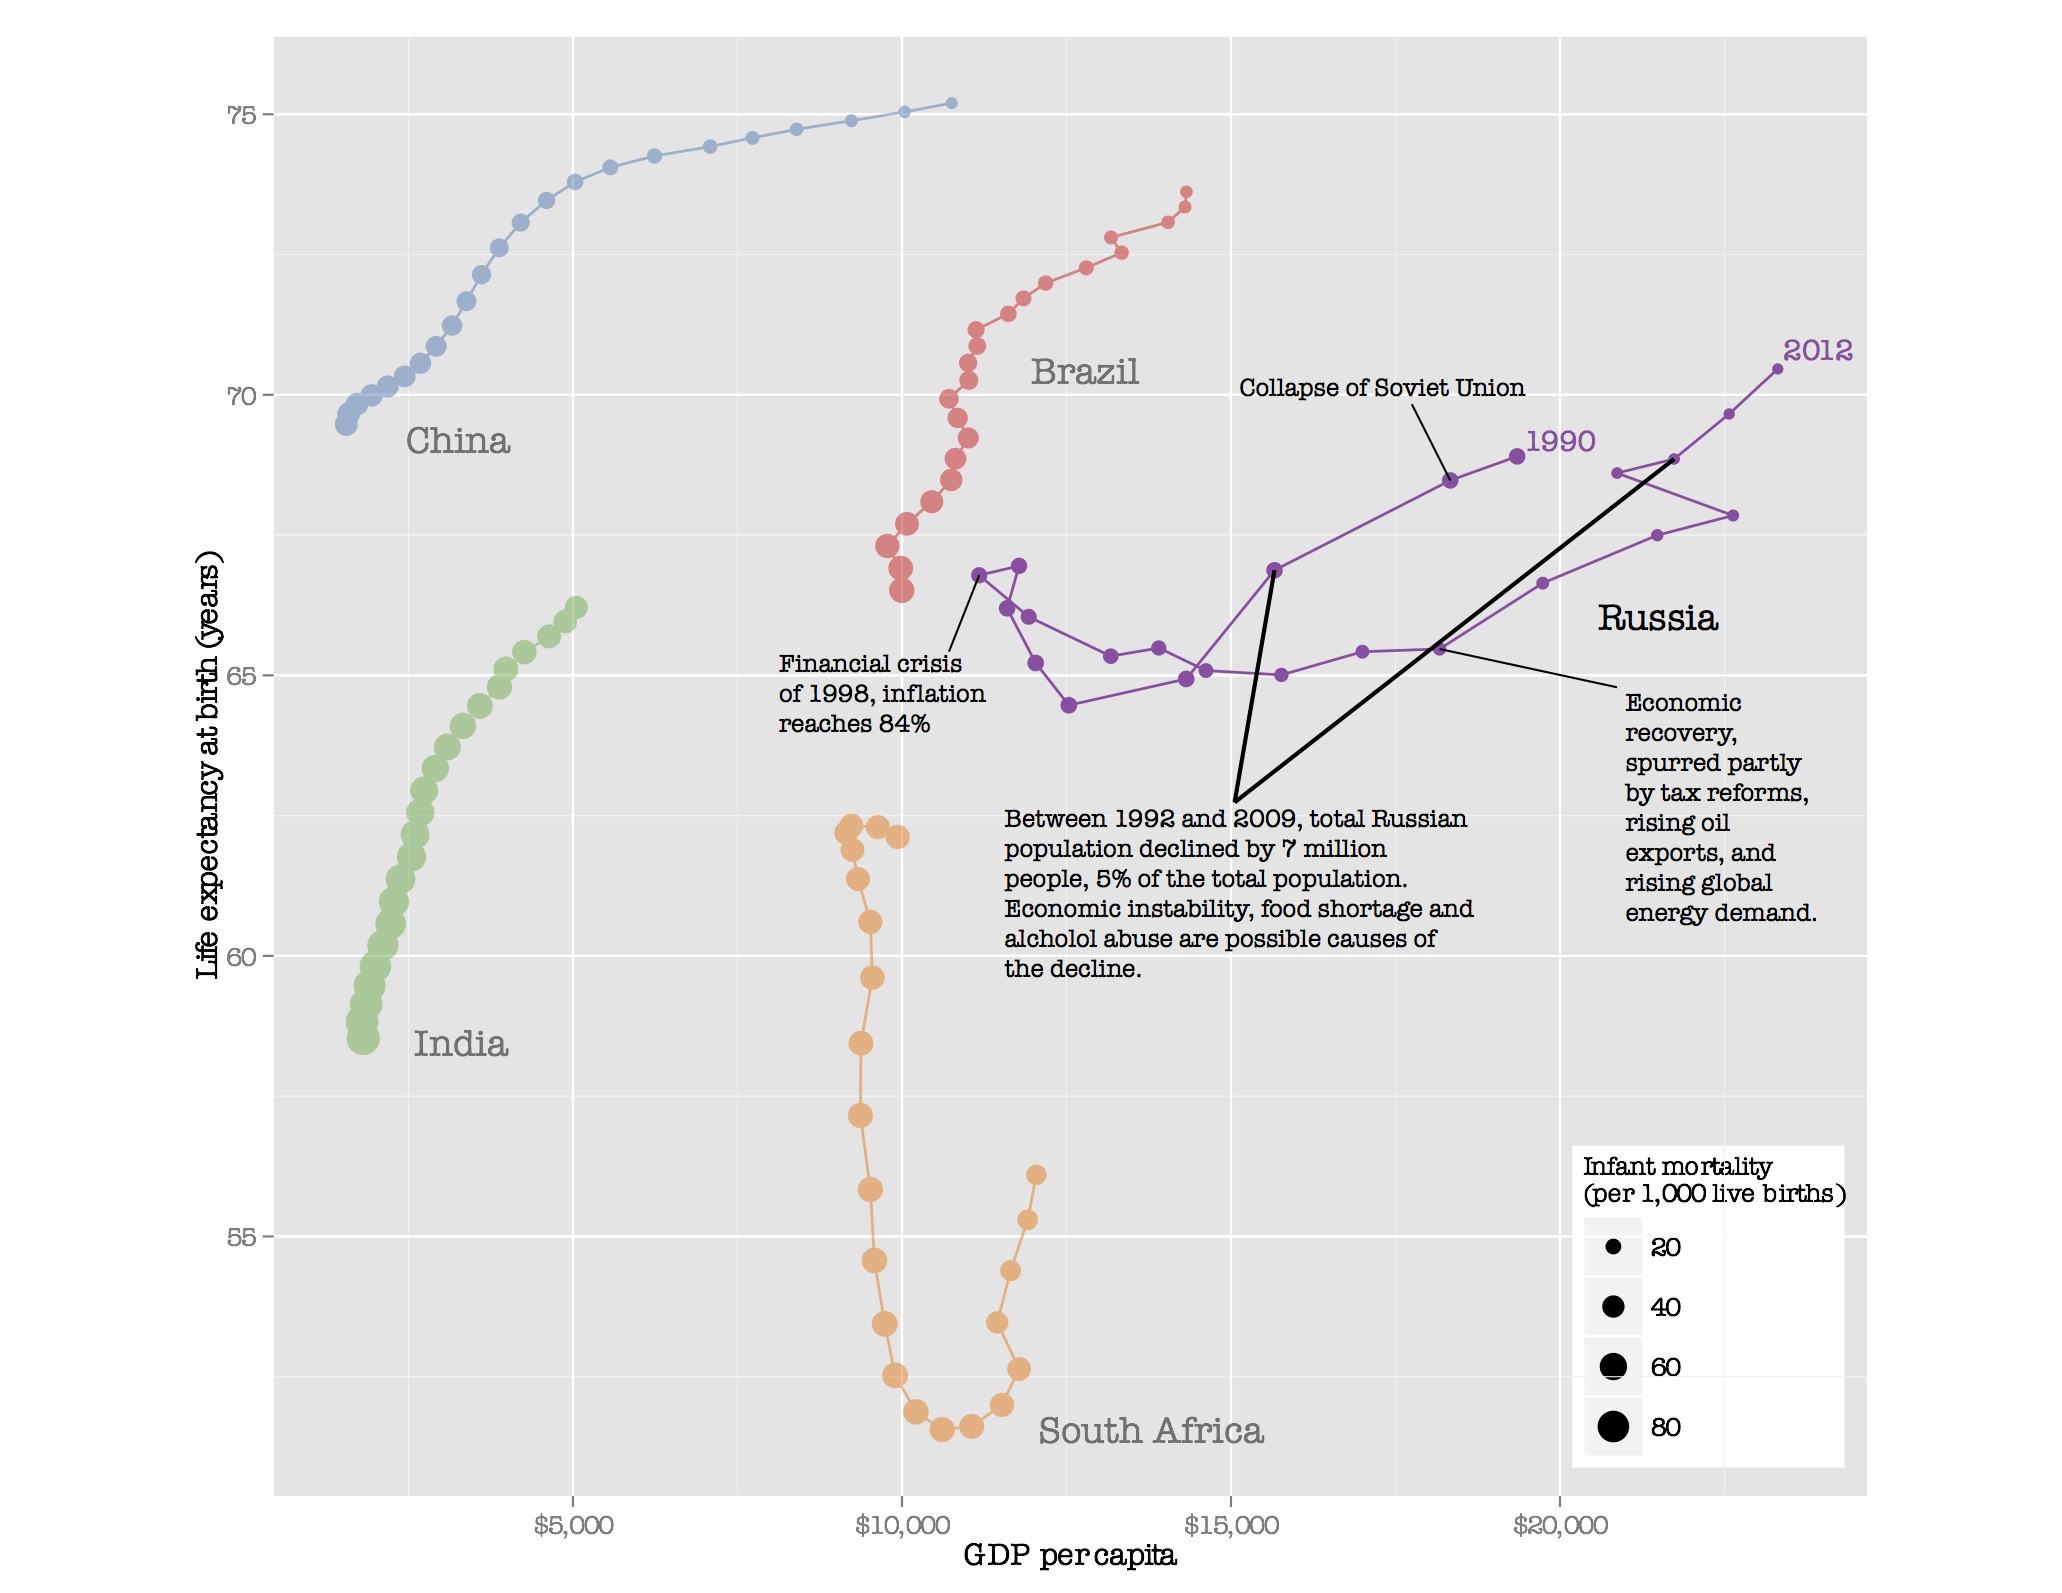 75
70
65
60
55
Life expectancy at birth (years)
China
Brazil
India
South Africa
Russia
2012
1990
Collapse of Soviet Union
Financial crisis
of 1998, inflation
reaches 84%
Between 1992 and 2009, total Russian
population declined by 7 million
people, 5% of the total population.
Economic instability, food shortage and
alcholol abuse are possible causes of
the decline.
Economic
recovery,
spurred partly
by tax reforms,
rising oil
exports, and
rising global
energy demand.
Infant mortality
(per 1,000 live births)
20
40
60
80
$5,000
$10,000
$15,000
$20,000
GDP per capita